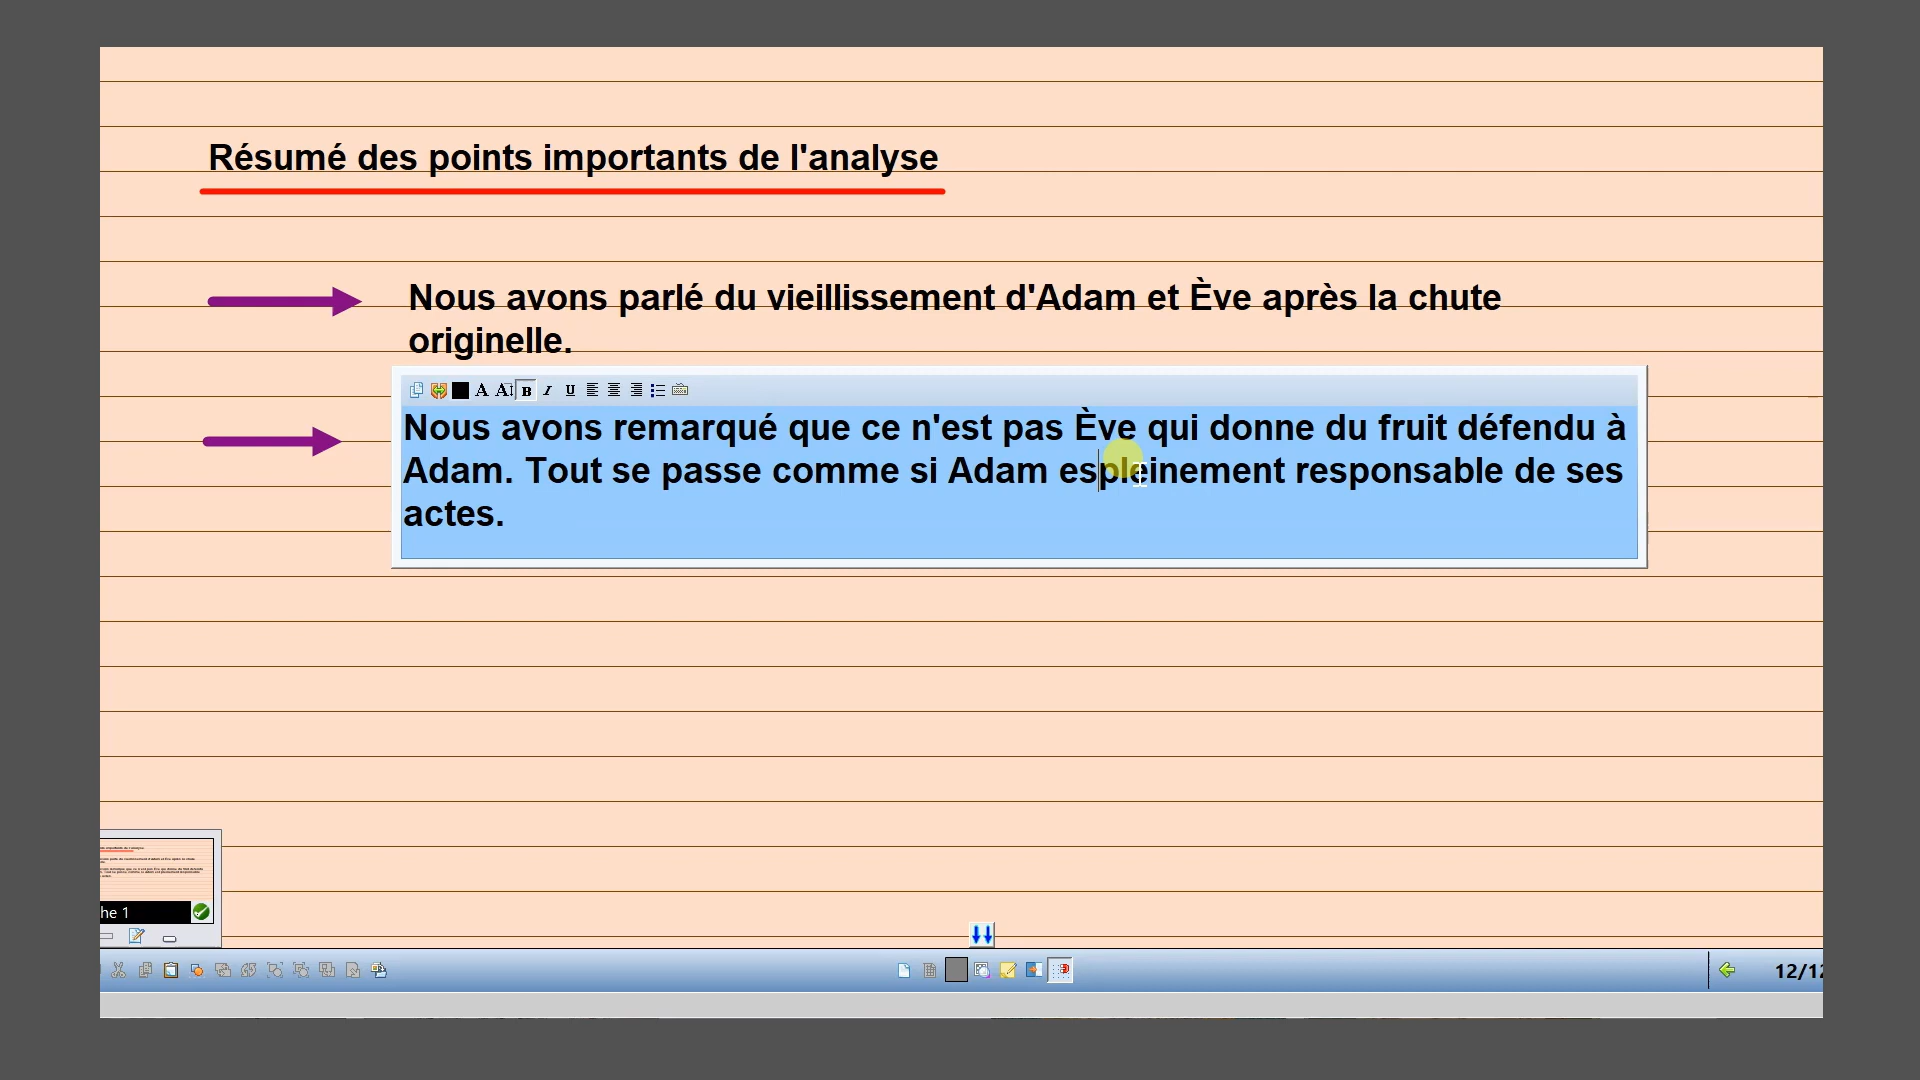 Résumé des points importants de l'analyse
Nous avons parlé du vieillissement d'Adam et Ève après la chute
originelle.
Nous avons remarqué que ce n'est pas Ève qui donne du fruit défendu à
Adam. Tout se passe comme si Adam espleinement responsable de ses
actes.
he 1
12/12